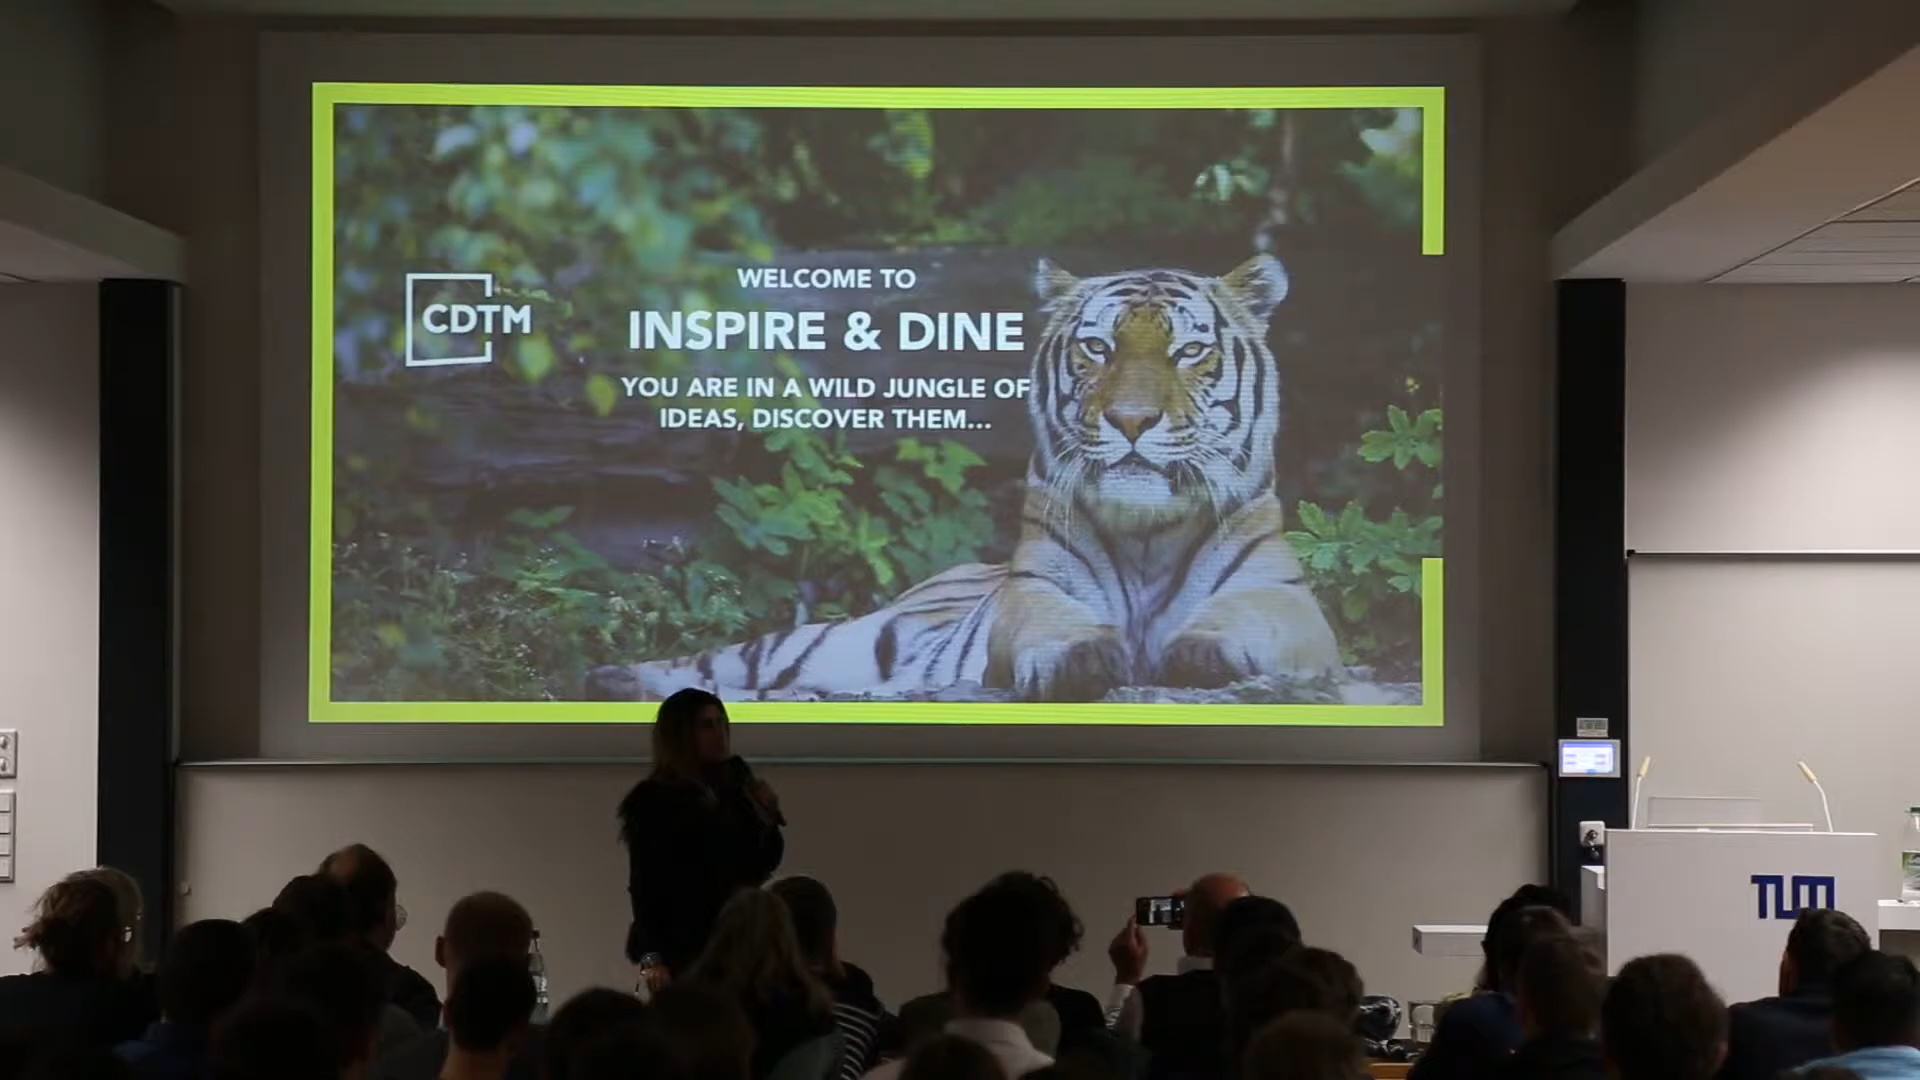 CDTM
WELCOME TO
INSPIRE & DINE
YOU ARE IN A WILD JUNGLE OF
IDEAS, DISCOVER THEM...
TUM